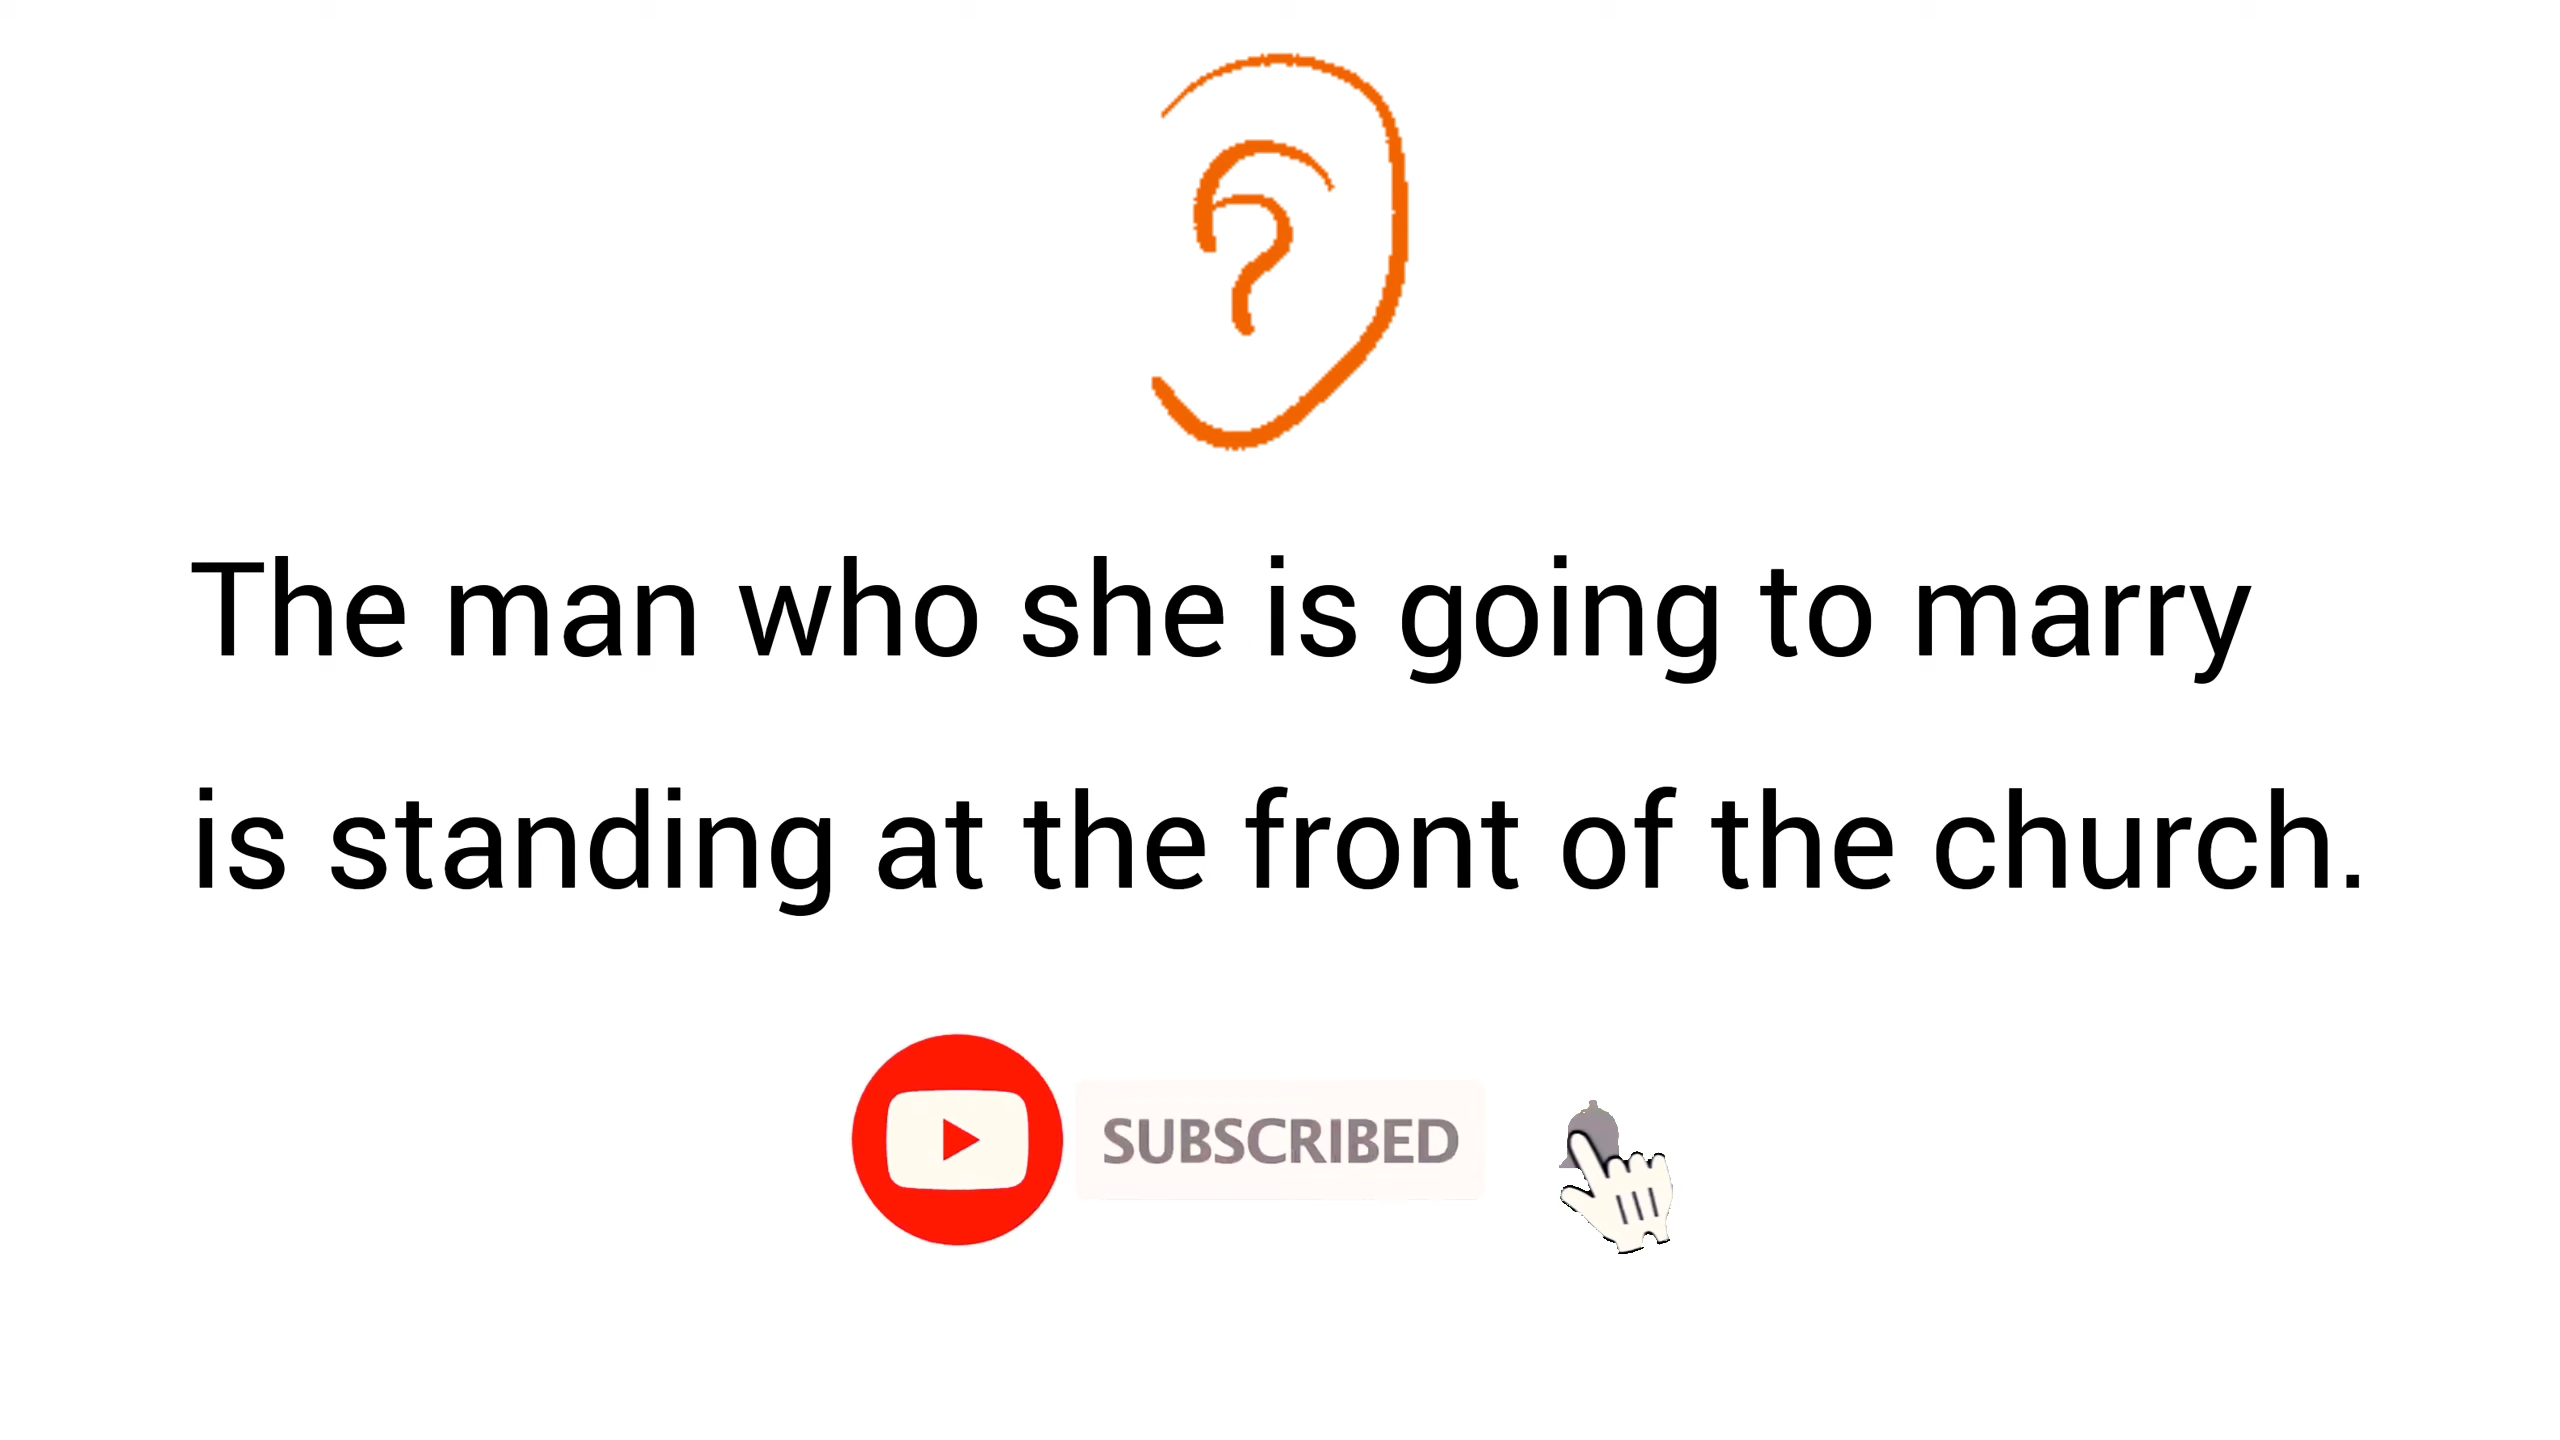 The man who she is going to marry
is standing at the front of the church.
SUBSCRIBED